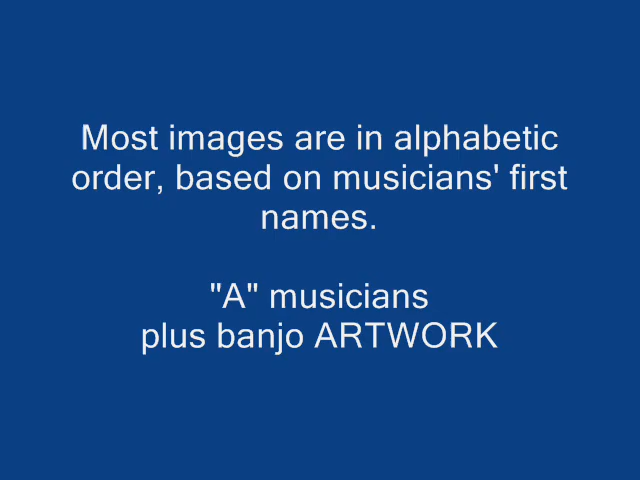 Most images are in alphabetic
order, based on musicians' first
names.
"A" musicians
plus banjo ARTWORK